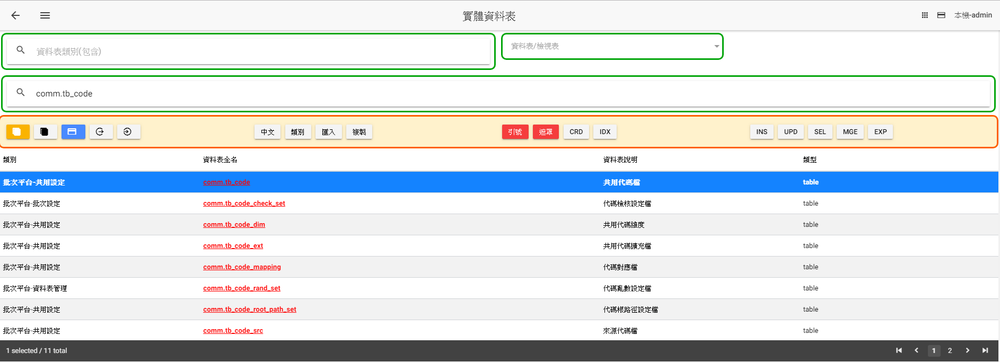 實體資料表
本機-admin
資料表類別(包含)
資料表/檢視表
comm.tb_code
中文 類別 匯入 複製 引號 遮罩 CRD IDX INS UPD SEL MGE EXP
類別 資料表全名 資料表說明 類型
批次平台-共用設定 comm.tb_code 共用代碼檔 table
批次平台-批次設定 comm.tb_code_check_set 代碼檢核設定檔 table
批次平台-共用設定 comm.tb_code_dim 共用代碼維度 table
批次平台-共用設定 comm.tb_code_ext 共用代碼擴充檔 table
批次平台-共用設定 comm.tb_code_mapping 代碼對應檔 table
批次平台-資料表管理 comm.tb_code_rand_set 代碼亂數設定檔 table
批次平台-共用設定 comm.tb_code_root_path_set 代碼根路徑設定檔 table
批次平台-共用設定 comm.tb_code_src 來源代碼檔 table
1 selected / 11 total 1 2